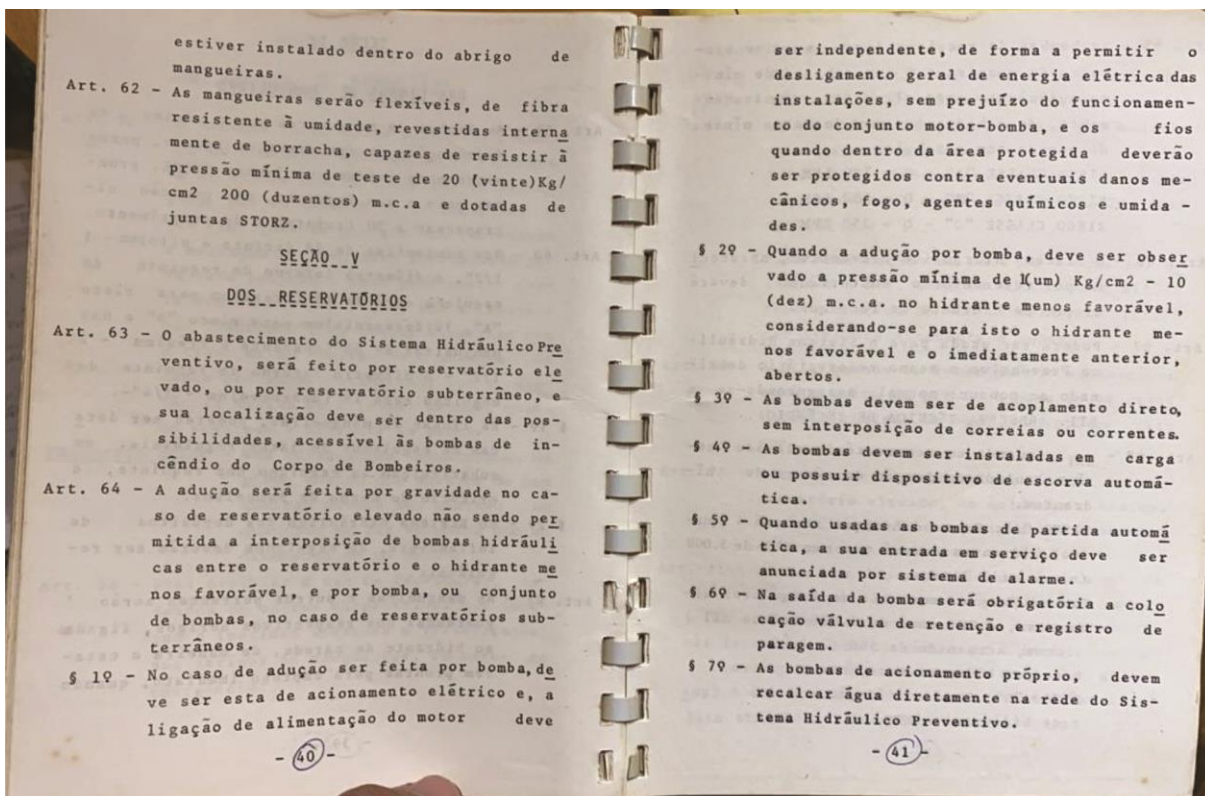 estiver instalado dentro do abrigo de
mangueiras.
Art. 62 - As mangueiras serão flexíveis, de fibra
resistente à umidade, revestidas interna
mente de borracha, capazes de resistir à
pressão mínima de teste de 20 (vinte)Kg/
cm2 200 (duzentos) m.c.a e dotadas de
juntas STORZ.
SEÇÃO V
DOS RESERVATÓRIOS
Art. 63 - O abastecimento do Sistema Hidráulico Pre
ventivo, será feito por reservatório ele
vado, ou por reservatório subterrâneo, e
sua localização deve ser dentro das pos-
sibilidades, acessível às bombas de in-
cêndio do Corpo de Bombeiros.
Art. 64 - A adução será feita por gravidade no ca-
so de reservatório elevado não sendo per
mitida a interposição de bombas hidráuli
cas entre o reservatório e o hidrante me
nos favorável, e por bomba, ou conjunto
de bombas, no caso de reservatórios sub-
terrâneos.
§ 1º - No caso de adução ser feita por bomba, de
ve ser esta de acionamento elétrico e, a
ligação de alimentação do motor deve
- 40 -
ser independente, de forma a permitir o
desligamento geral de energia elétrica das
instalações, sem prejuízo do funcionamen-
to do conjunto motor-bomba, e os fios
quando dentro da área protegida deverão
ser protegidos contra eventuais danos me-
cânicos, fogo, agentes químicos e umida -
des.
§ 2º - Quando a adução por bomba, deve ser obser
vado a pressão mínima de 1(um) Kg/cm2 - 10
(dez) m.c.a. no hidrante menos favorável,
considerando-se para isto o hidrante me-
nos favorável e o imediatamente anterior,
abertos.
§ 3º - As bombas devem ser de acoplamento direto,
sem interposição de correias ou correntes.
§ 4º - As bombas devem ser instaladas em carga
ou possuir dispositivo de escorva automá-
tica.
§ 5º - Quando usadas as bombas de partida automá
tica, a sua entrada em serviço deve ser
anunciada por sistema de alarme.
§ 6º - Na saída da bomba será obrigatória a colo
cação válvula de retenção e registro de
paragem.
§ 7º - As bombas de acionamento próprio, devem
recalcar água diretamente na rede do Sis-
tema Hidráulico Preventivo.
- 41 -